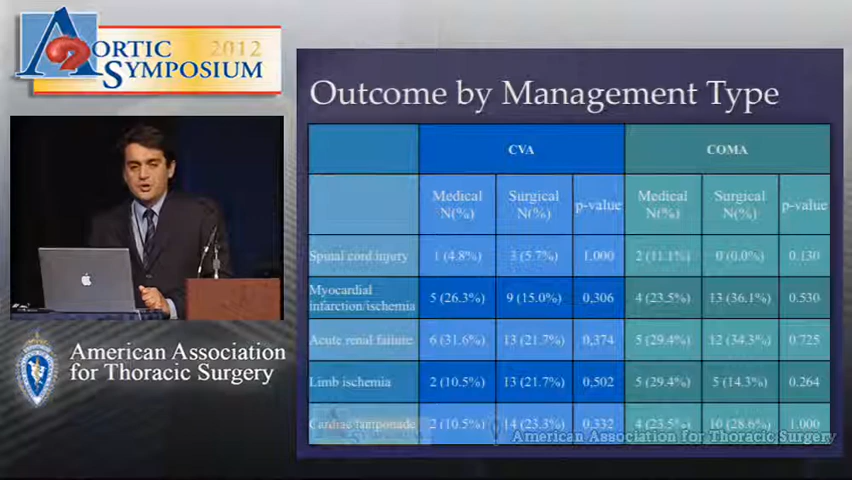 AORTIC 2012
SYMPOSIUM
American Association
for Thoracic Surgery
Outcome by Management Type
CVA COMA
Medical N(%) Surgical N(%) p-value Medical N(%) Surgical N(%) p-value
Spinal cord injury 1 (4.8%) 3 (5.7%) 1.000 2 (11.1%) 0 (0.0%) 0.130
Myocardial infarction/ischemia 5 (26.3%) 9 (15.0%) 0,306 4 (23.5%) 13 (36.1%) 0.530
Acute renal failure 6 (31.6%) 13 (21.7%) 0,374 5 (29.4%) 12 (34.3%) 0.725
Limb ischemia 2 (10.5%) 13 (21.7%) 0,502 5 (29.4%) 5 (14.3%) 0.264
Cardiac tamponade 2 (10.5%) 14 (23.3%) 0,332 4 (23.5%) 10 (28.6%) 1.000
American Association for Thoracic Surgery